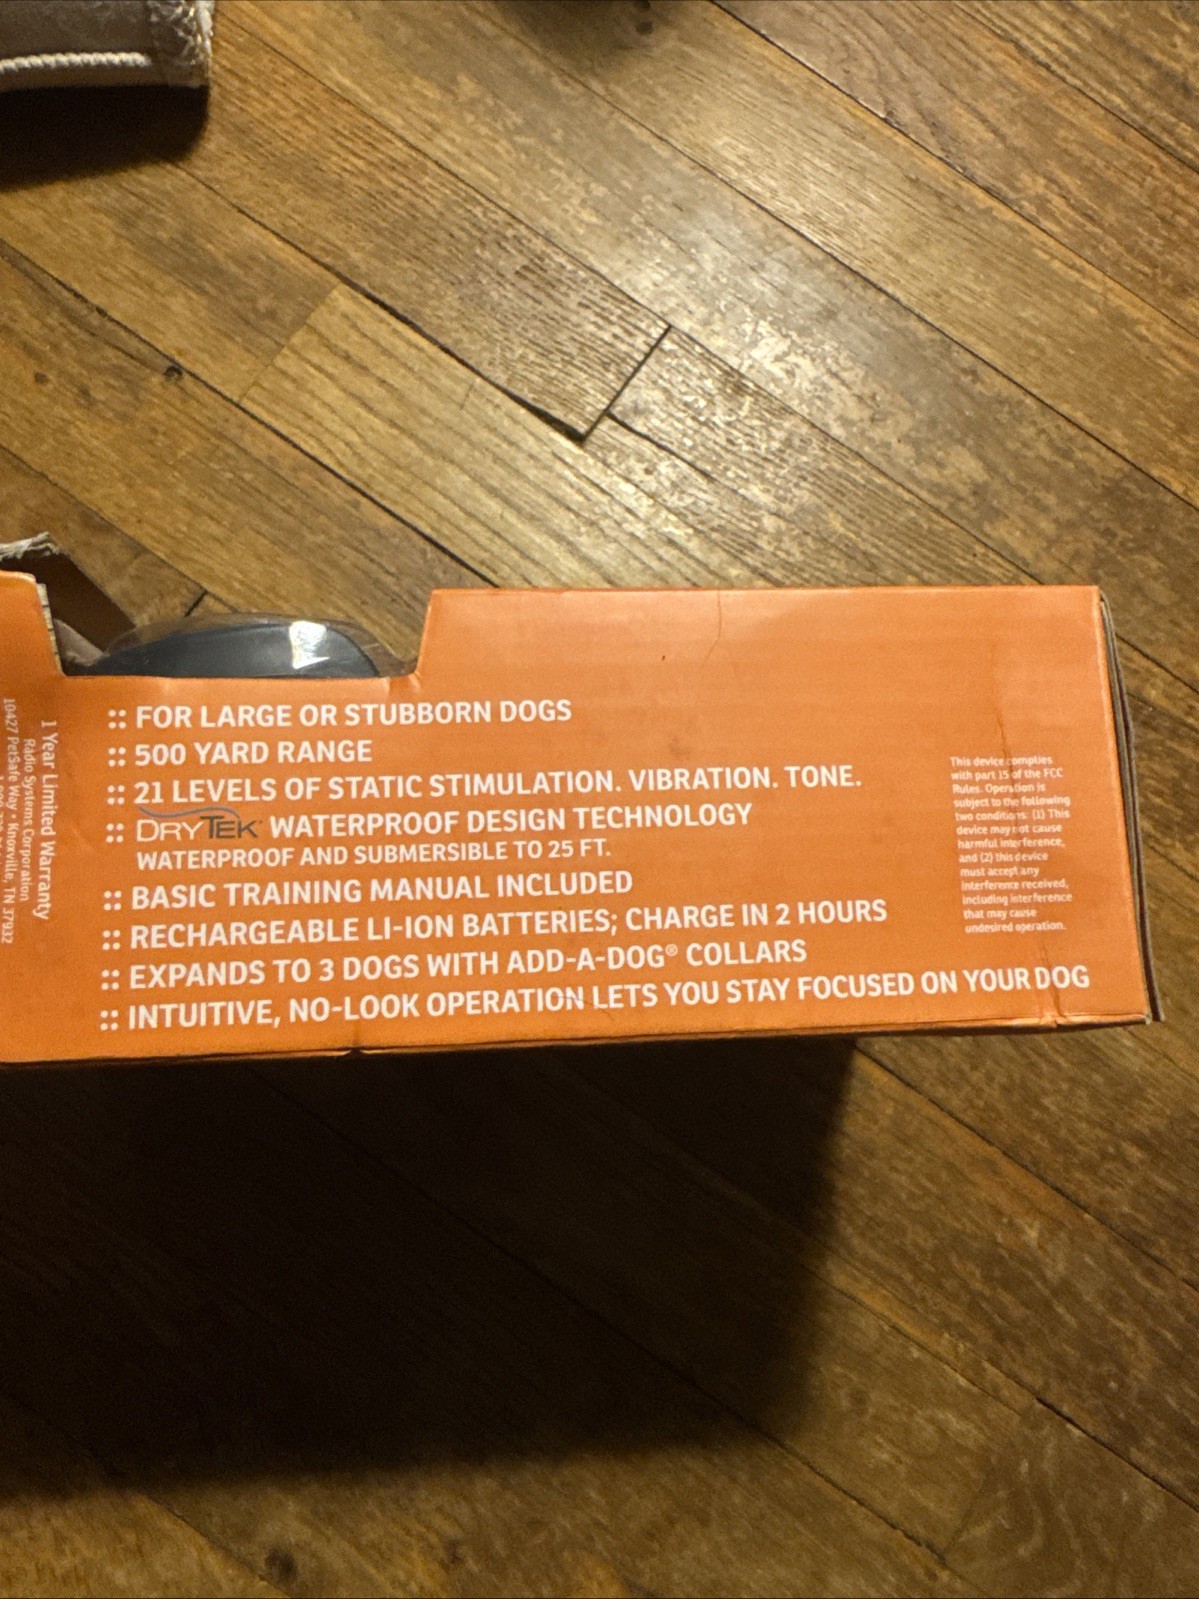 :: FOR LARGE OR STUBBORN DOGS
:: 500 YARD RANGE
:: 21 LEVELS OF STATIC STIMULATION. VIBRATION. TONE.
:: DRYTEK WATERPROOF DESIGN TECHNOLOGY
WATERPROOF AND SUBMERSIBLE TO 25 FT.
:: BASIC TRAINING MANUAL INCLUDED
:: RECHARGEABLE LI-ION BATTERIES; CHARGE IN 2 HOURS
:: EXPANDS TO 3 DOGS WITH ADD-A-DOG® COLLARS
:: INTUITIVE, NO-LOOK OPERATION LETS YOU STAY FOCUSED ON YOUR DOG
This device complies
with part 15 of the FCC
Rules. Operation is
subject to the following
two conditions: (1) This
device may not cause
harmful interference,
and (2) this device
must accept any
interference received,
including interference
that may cause
undesired operation.
1 Year Limited Warranty
Radio Systems Corporation
10427 PetSafe Way • Knoxville, TN 37932